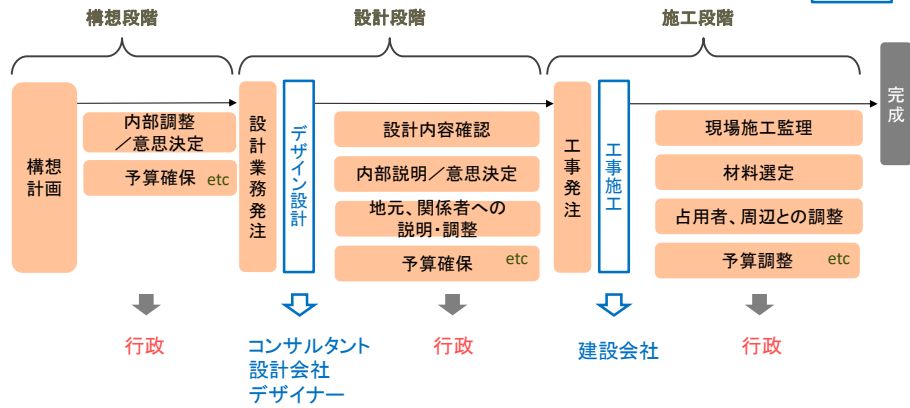 構想段階
設計段階
施工段階
構想
計画
内部調整
／意思決定
予算確保 etc
設計業務発注
デザイン設計
設計内容確認
内部説明／意思決定
地元、関係者への
説明・調整
予算確保 etc
工事発注
工事施工
現場施工監理
材料選定
占用者、周辺との調整
予算調整 etc
完成
行政
コンサルタント
設計会社
デザイナー
行政
建設会社
行政